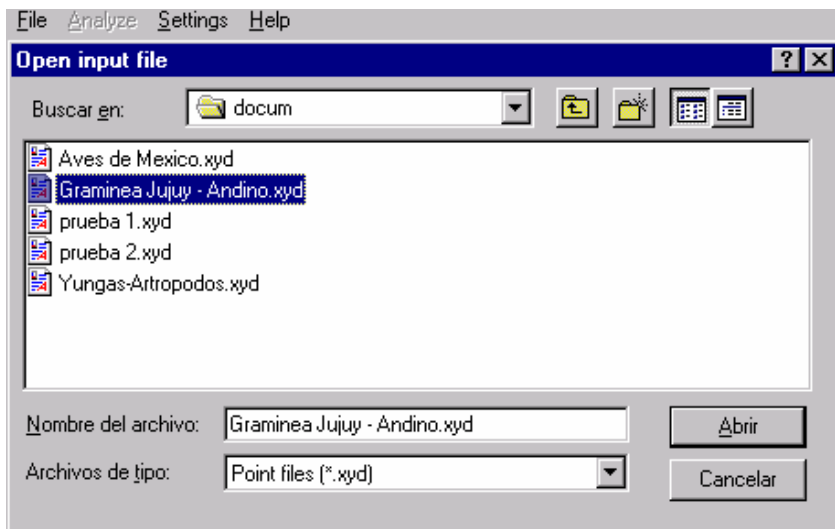 File Analyze Settings Help
Open input file
Buscar en: docum
Aves de Mexico.xyd
Graminea Jujuy - Andino.xyd
prueba 1.xyd
prueba 2.xyd
Yungas-Artropodos.xyd
Nombre del archivo: Graminea Jujuy - Andino.xyd Abrir
Archivos de tipo: Point files (*.xyd) Cancelar